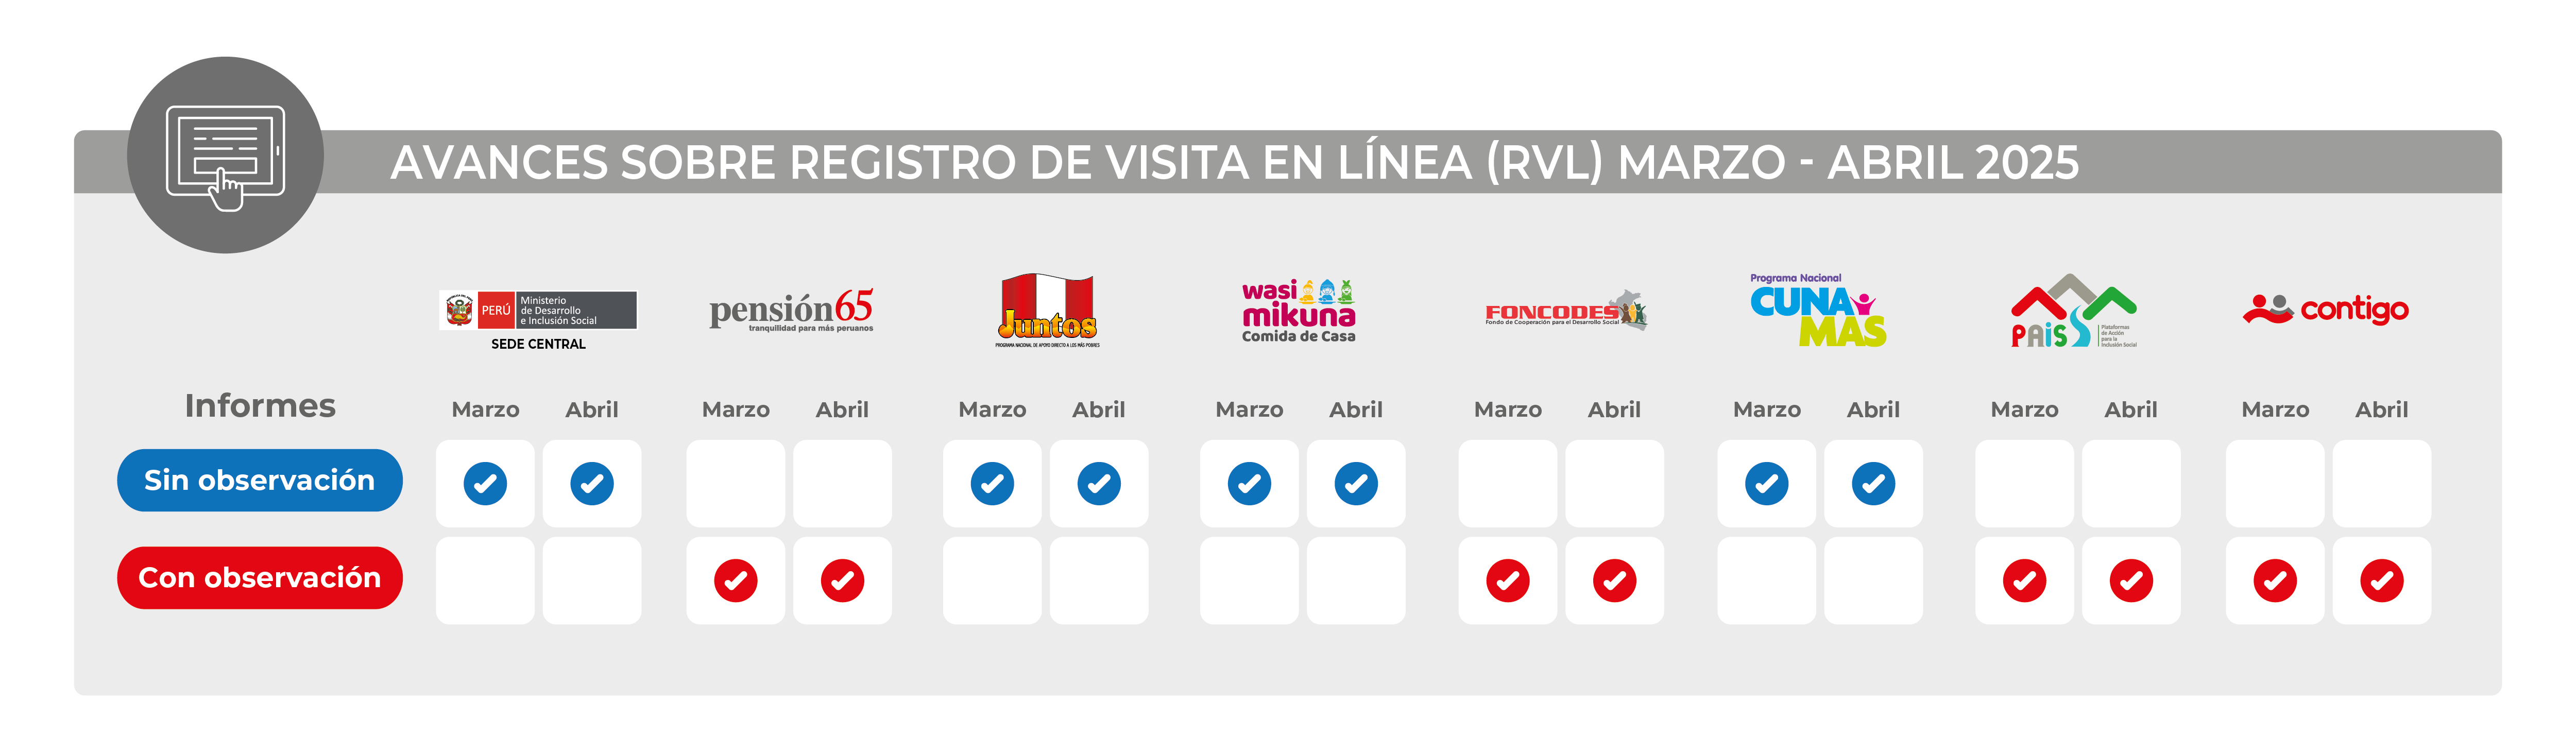 AVANCES SOBRE REGISTRO DE VISITA EN LÍNEA (RVL) MARZO - ABRIL 2025
PERÚ
Ministerio
de Desarrollo
e Inclusión Social
SEDE CENTRAL
pensión65
tranquilidad para más peruanos
Juntos
PROGRAMA NACIONAL DE APOYO DIRECTO A LOS MÁS POBRES
wasi
mikuna
Comida de Casa
FONCODES
Fondo de Cooperación para el Desarrollo Social
Programa Nacional
CUNA
MAS
PAIS
Plataformas
de Acción
para la
Inclusión Social
contigo
Informes
Marzo Abril Marzo Abril Marzo Abril Marzo Abril Marzo Abril Marzo Abril Marzo Abril Marzo Abril
Sin observación
Con observación